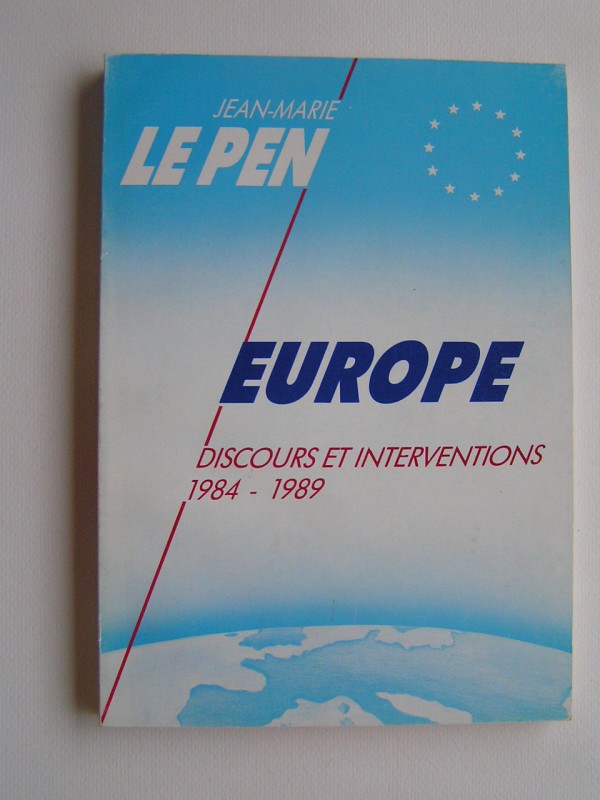 JEAN-MARIE
LE PEN
EUROPE
DISCOURS ET INTERVENTIONS
1984 - 1989